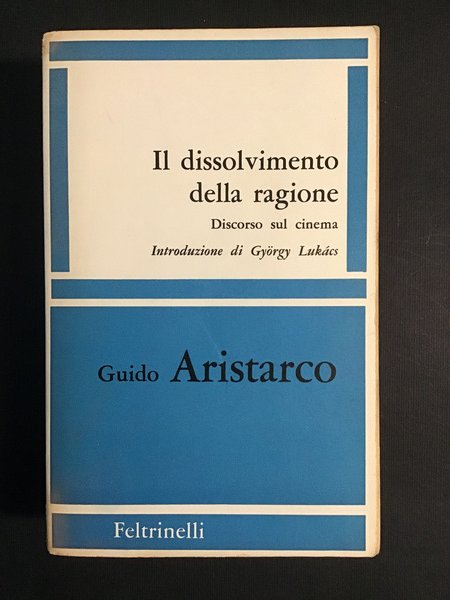 Il dissolvimento
della ragione
Discorso sul cinema
Introduzione di György Lukács
Guido Aristarco
Feltrinelli